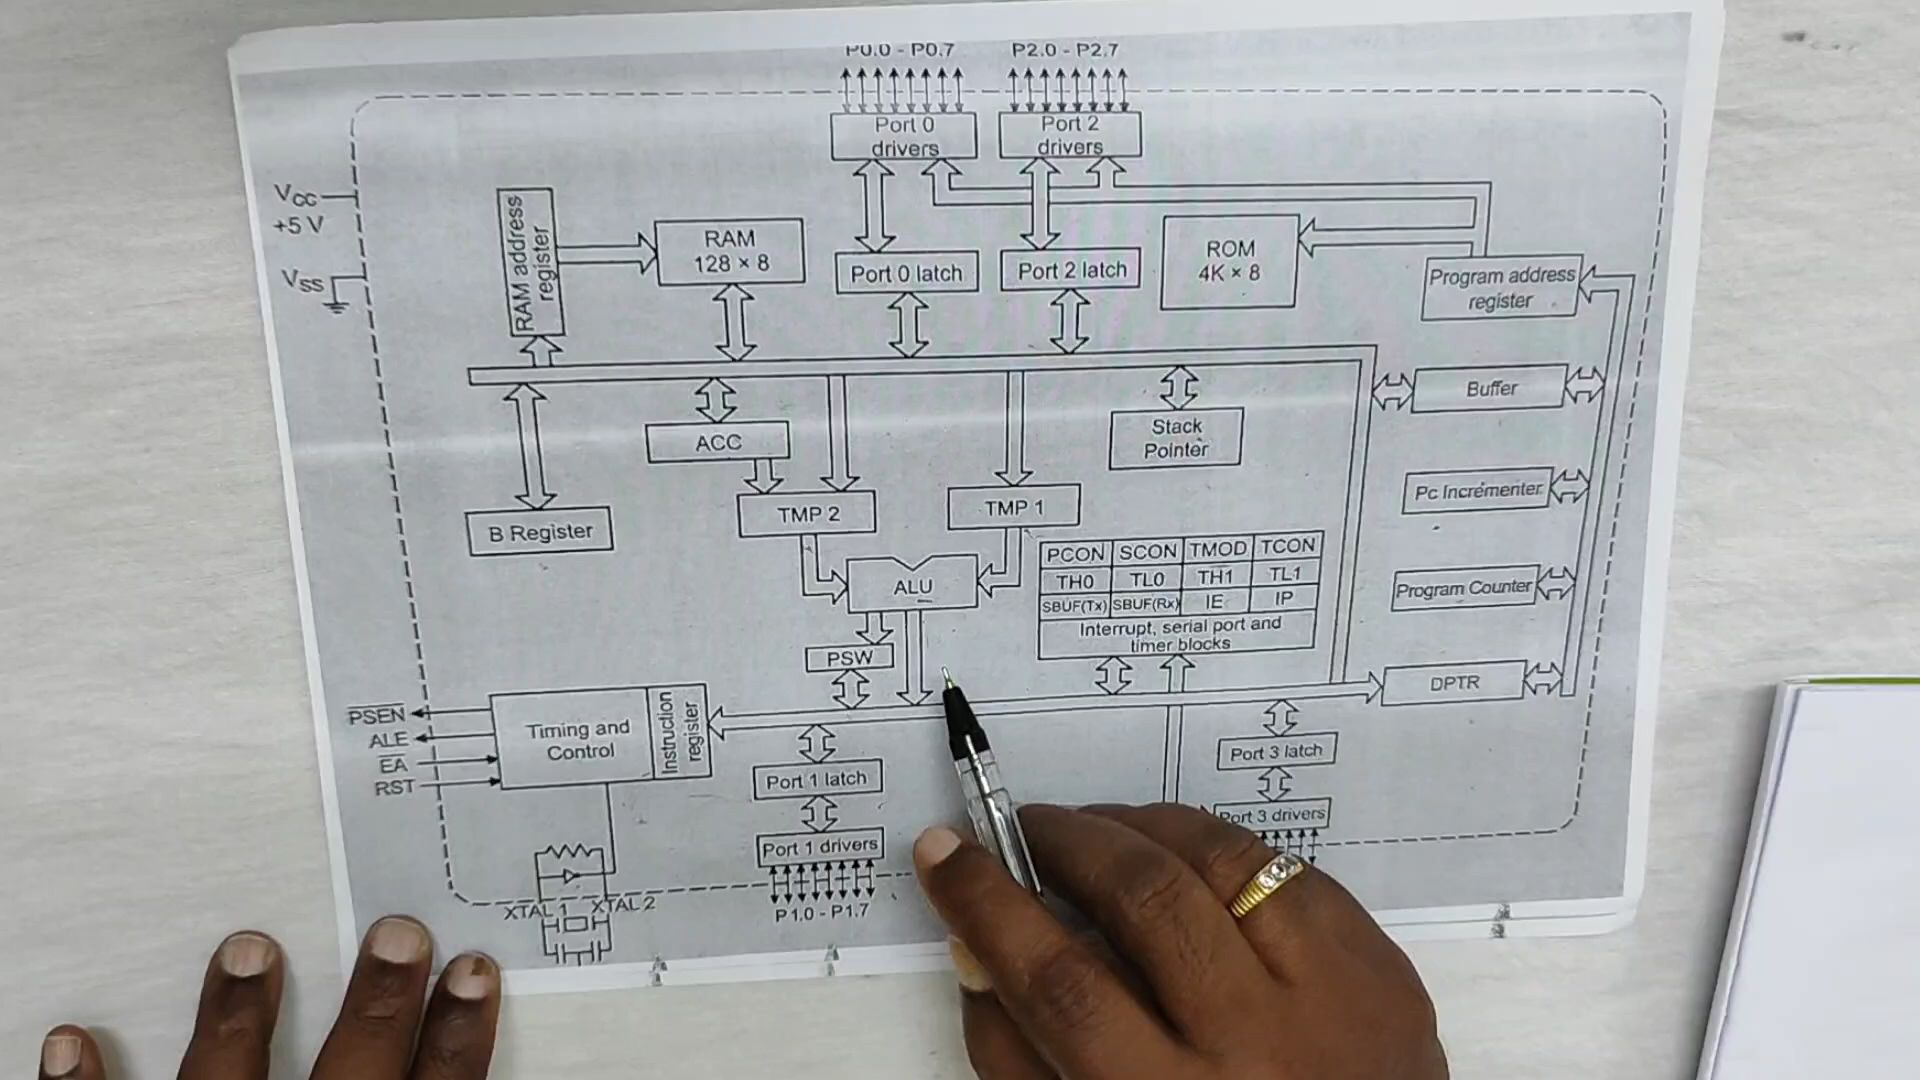 P0.0 - P0.7
P2.0 - P2.7
Port 0
drivers
Port 2
drivers
VCC
+5 V
VSS
RAM address
register
RAM
128 × 8
Port 0 latch
Port 2 latch
ROM
4K × 8
Program address
register
Buffer
ACC
Stack
Pointer
Pc Incrementer
B Register
TMP 2
TMP 1
ALU
PCON SCON TMOD TCON
TH0 TL0 TH1 TL1
SBUF(Tx) SBUF(Rx) IE IP
Interrupt, serial port and
timer blocks
Program Counter
PSW
DPTR
PSEN
ALE
EA
RST
Timing and
Control
Instruction
register
Port 1 latch
Port 3 latch
Port 1 drivers
Port 3 drivers
XTAL 1 XTAL 2
P1.0 - P1.7